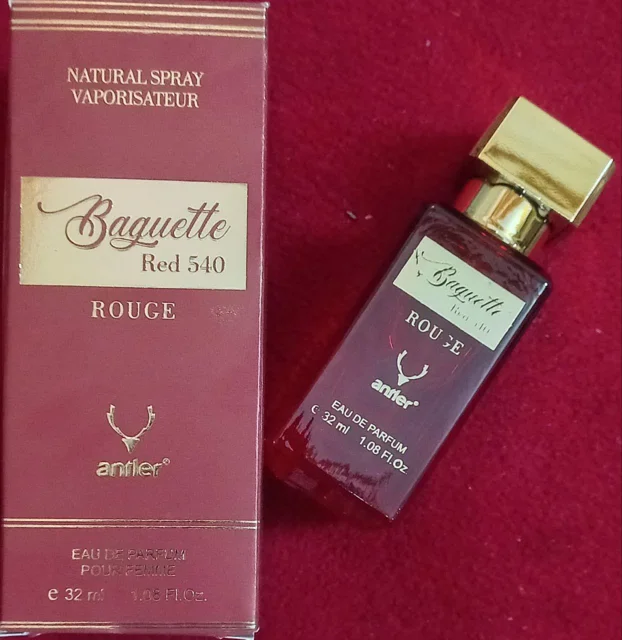 NATURAL SPRAY
VAPORISATEUR
Baguette
Red 540
ROUGE
antler®
EAU DE PARFUM
POUR FEMME
e 32 ml 1.08 Fl.Oz.
Baguette
ROUGE
antler®
EAU DE PARFUM
e 32 ml 1.08 Fl.Oz